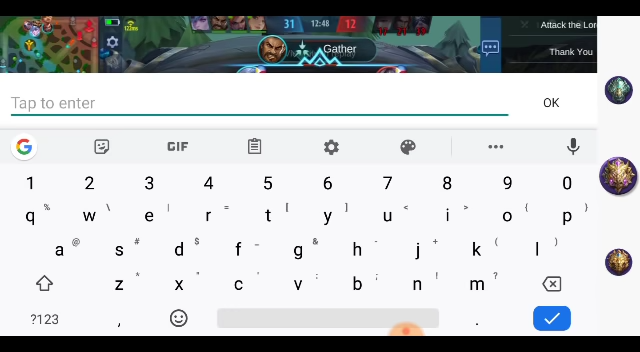 31 12:48 12
Attack the Lor
Gather
Thank You
Tap to enter
OK
G GIF
1 2 3 4 5 6 7 8 9 0
q % w \ e | r = t [ y ] u < i > o { p }
a @ s # d $ f _ g & h - j + k ( l )
z * x " c ' v : b ; n ! m ?
?123 , .